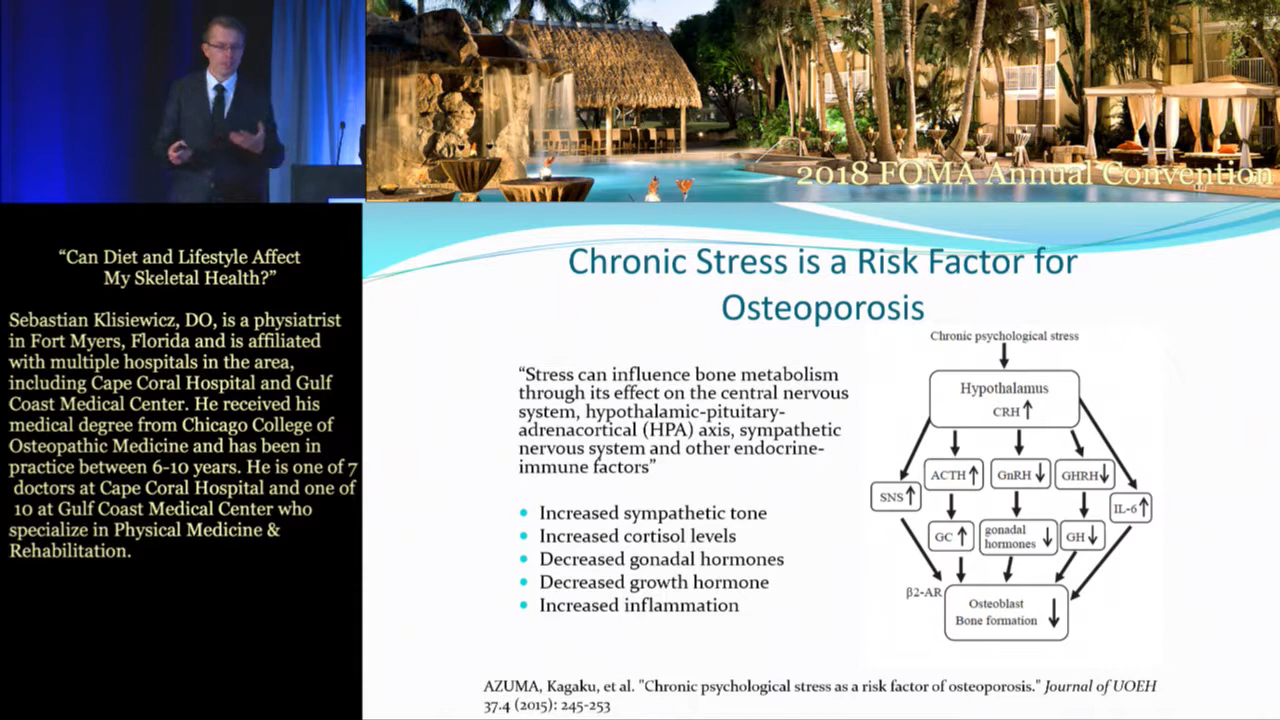 2018 FOMA Annual Convention
“Can Diet and Lifestyle Affect
My Skeletal Health?”
Sebastian Klisiewicz, DO, is a physiatrist
in Fort Myers, Florida and is affiliated
with multiple hospitals in the area,
including Cape Coral Hospital and Gulf
Coast Medical Center. He received his
medical degree from Chicago College of
Osteopathic Medicine and has been in
practice between 6-10 years. He is one of 7
doctors at Cape Coral Hospital and one of
10 at Gulf Coast Medical Center who
specialize in Physical Medicine &
Rehabilitation.
Chronic Stress is a Risk Factor for
Osteoporosis
“Stress can influence bone metabolism
through its effect on the central nervous
system, hypothalamic-pituitary-
adrenacortical (HPA) axis, sympathetic
nervous system and other endocrine-
immune factors”
• Increased sympathetic tone
• Increased cortisol levels
• Decreased gonadal hormones
• Decreased growth hormone
• Increased inflammation
Chronic psychological stress
Hypothalamus
CRH ↑
ACTH ↑
GnRH ↓
GHRH ↓
SNS ↑
IL-6 ↑
GC ↑
gonadal
hormones ↓
GH ↓
β2-AR
Osteoblast
Bone formation ↓
AZUMA, Kagaku, et al. "Chronic psychological stress as a risk factor of osteoporosis." Journal of UOEH
37.4 (2015): 245-253